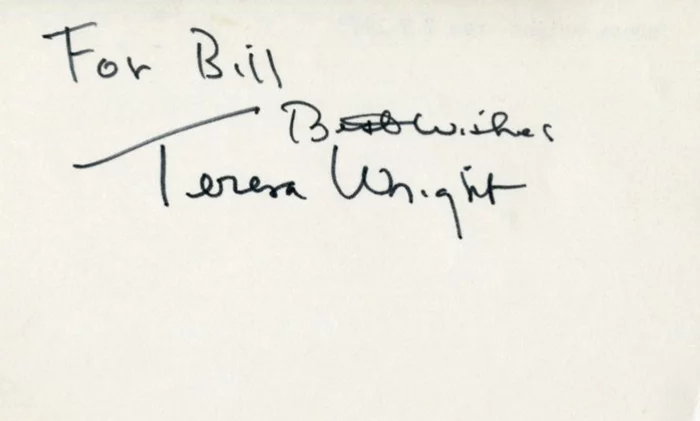 For Bill
Best Wishes
Teresa Wright